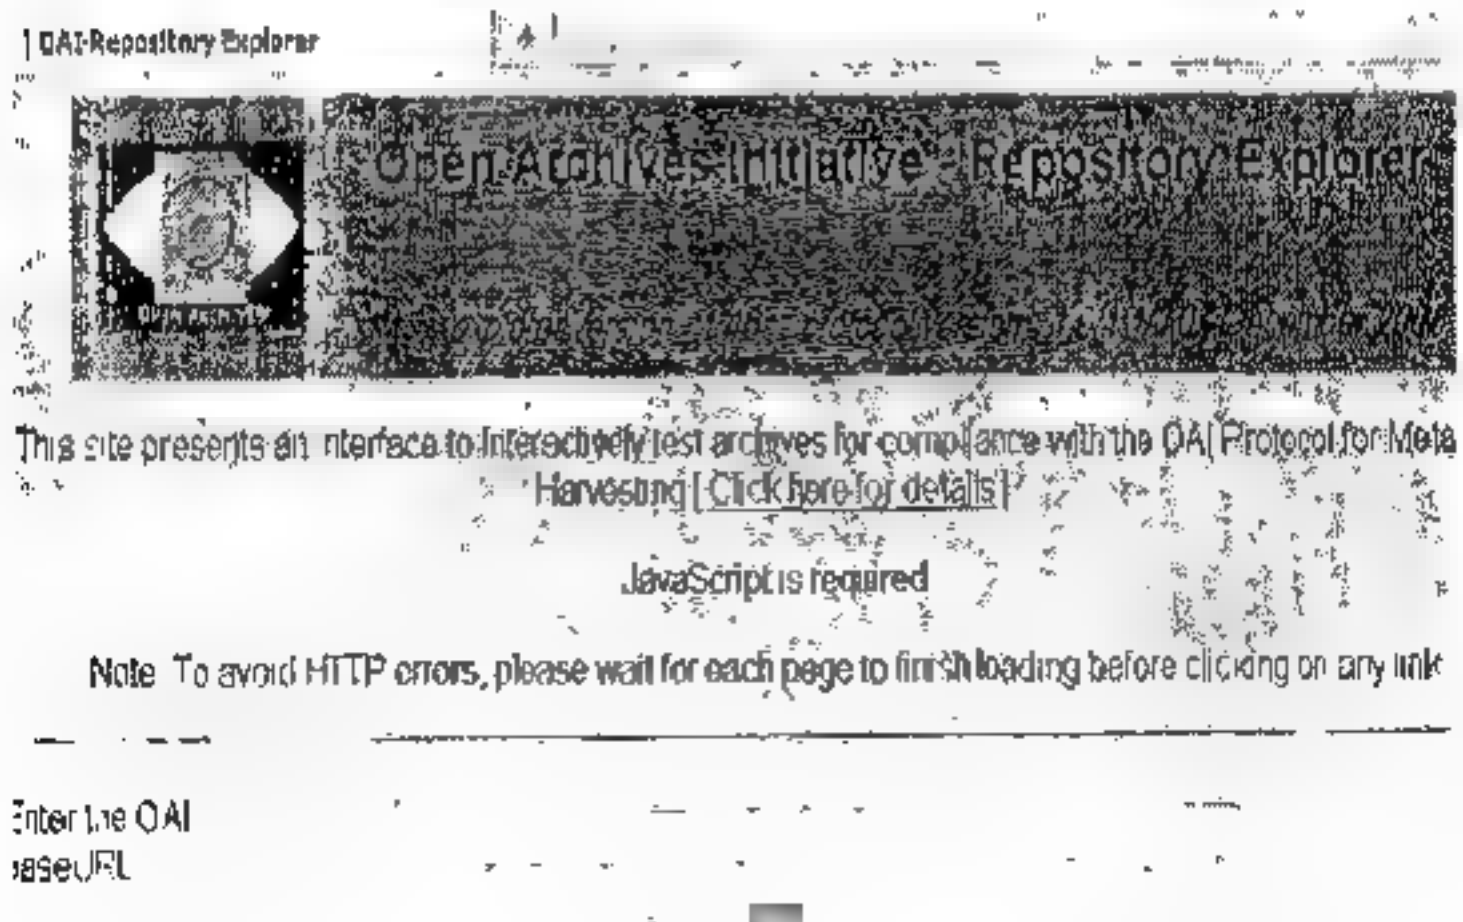 OAI-Repository Explorer
Open Archives Initiative - Repository Explorer
This site presents an interface to interactively test archives for compliance with the OAI Protocol for Meta
Harvesting [ Click here for details ]
JavaScript is required
Note To avoid HTTP errors, please wait for each page to finish loading before clicking on any link
Enter the OAI
baseURL